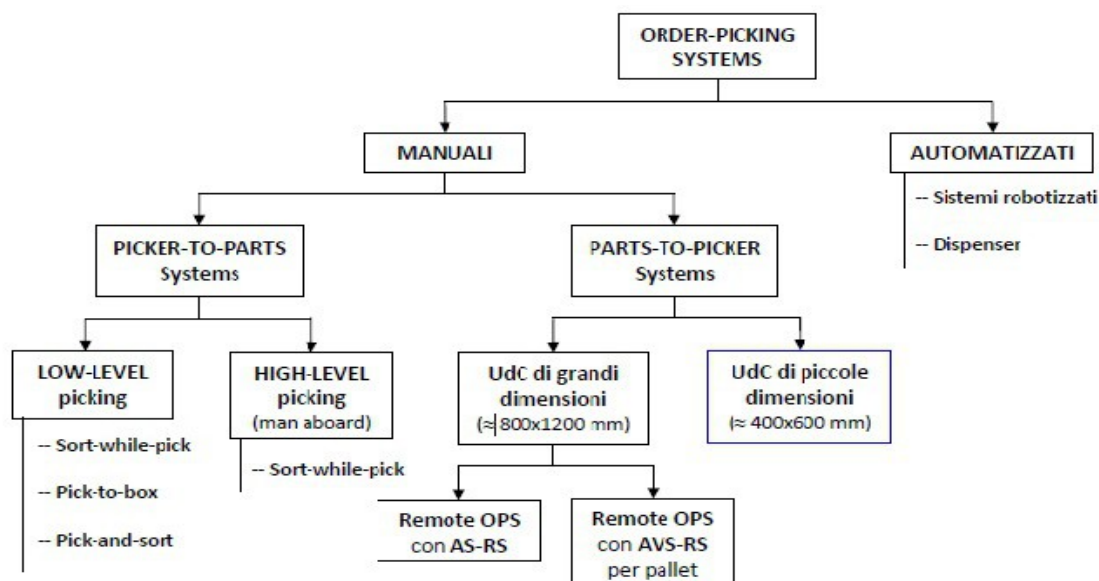 ORDER-PICKING
SYSTEMS
MANUALI
AUTOMATIZZATI
-- Sistemi robotizzati
-- Dispenser
PICKER-TO-PARTS
Systems
PARTS-TO-PICKER
Systems
LOW-LEVEL
picking
-- Sort-while-pick
-- Pick-to-box
-- Pick-and-sort
HIGH-LEVEL
picking
(man aboard)
-- Sort-while-pick
UdC di grandi
dimensioni
(≈ 800x1200 mm)
UdC di piccole
dimensioni
(≈ 400x600 mm)
Remote OPS
con AS-RS
Remote OPS
con AVS-RS
per pallet